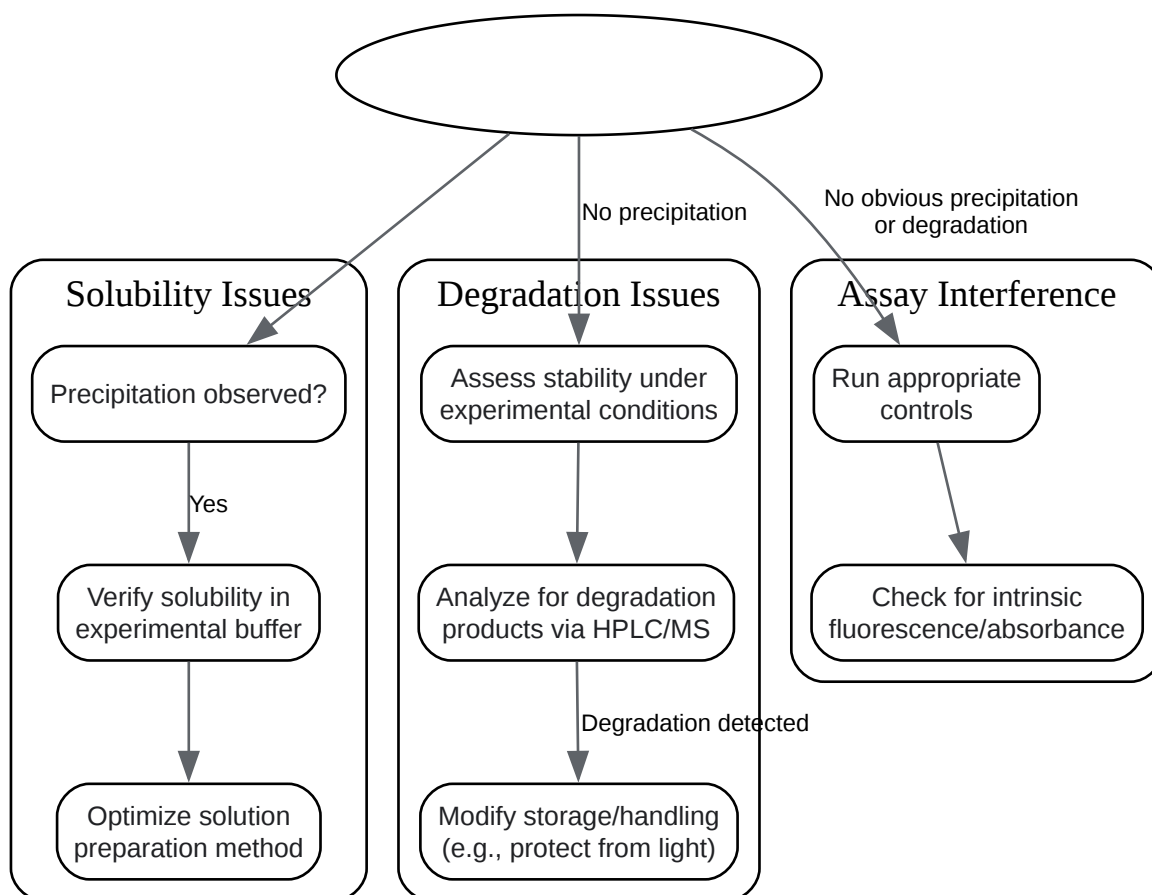 No precipitation
No obvious precipitation
or degradation
Solubility Issues
Precipitation observed?
Yes
Verify solubility in
experimental buffer
Optimize solution
preparation method
Degradation Issues
Assess stability under
experimental conditions
Analyze for degradation
products via HPLC/MS
Degradation detected
Modify storage/handling
(e.g., protect from light)
Assay Interference
Run appropriate
controls
Check for intrinsic
fluorescence/absorbance